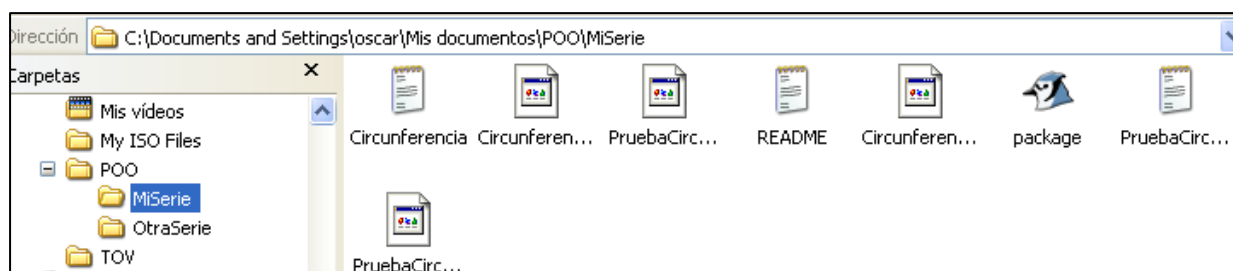 Dirección C:\Documents and Settings\oscar\Mis documentos\POO\MiSerie
Carpetas x
Mis vídeos
My ISO Files
POO
MiSerie
OtraSerie
TOV
Circunferencia Circunferen... PruebaCirc... README Circunferen... package PruebaCirc...
PruebaCirc...